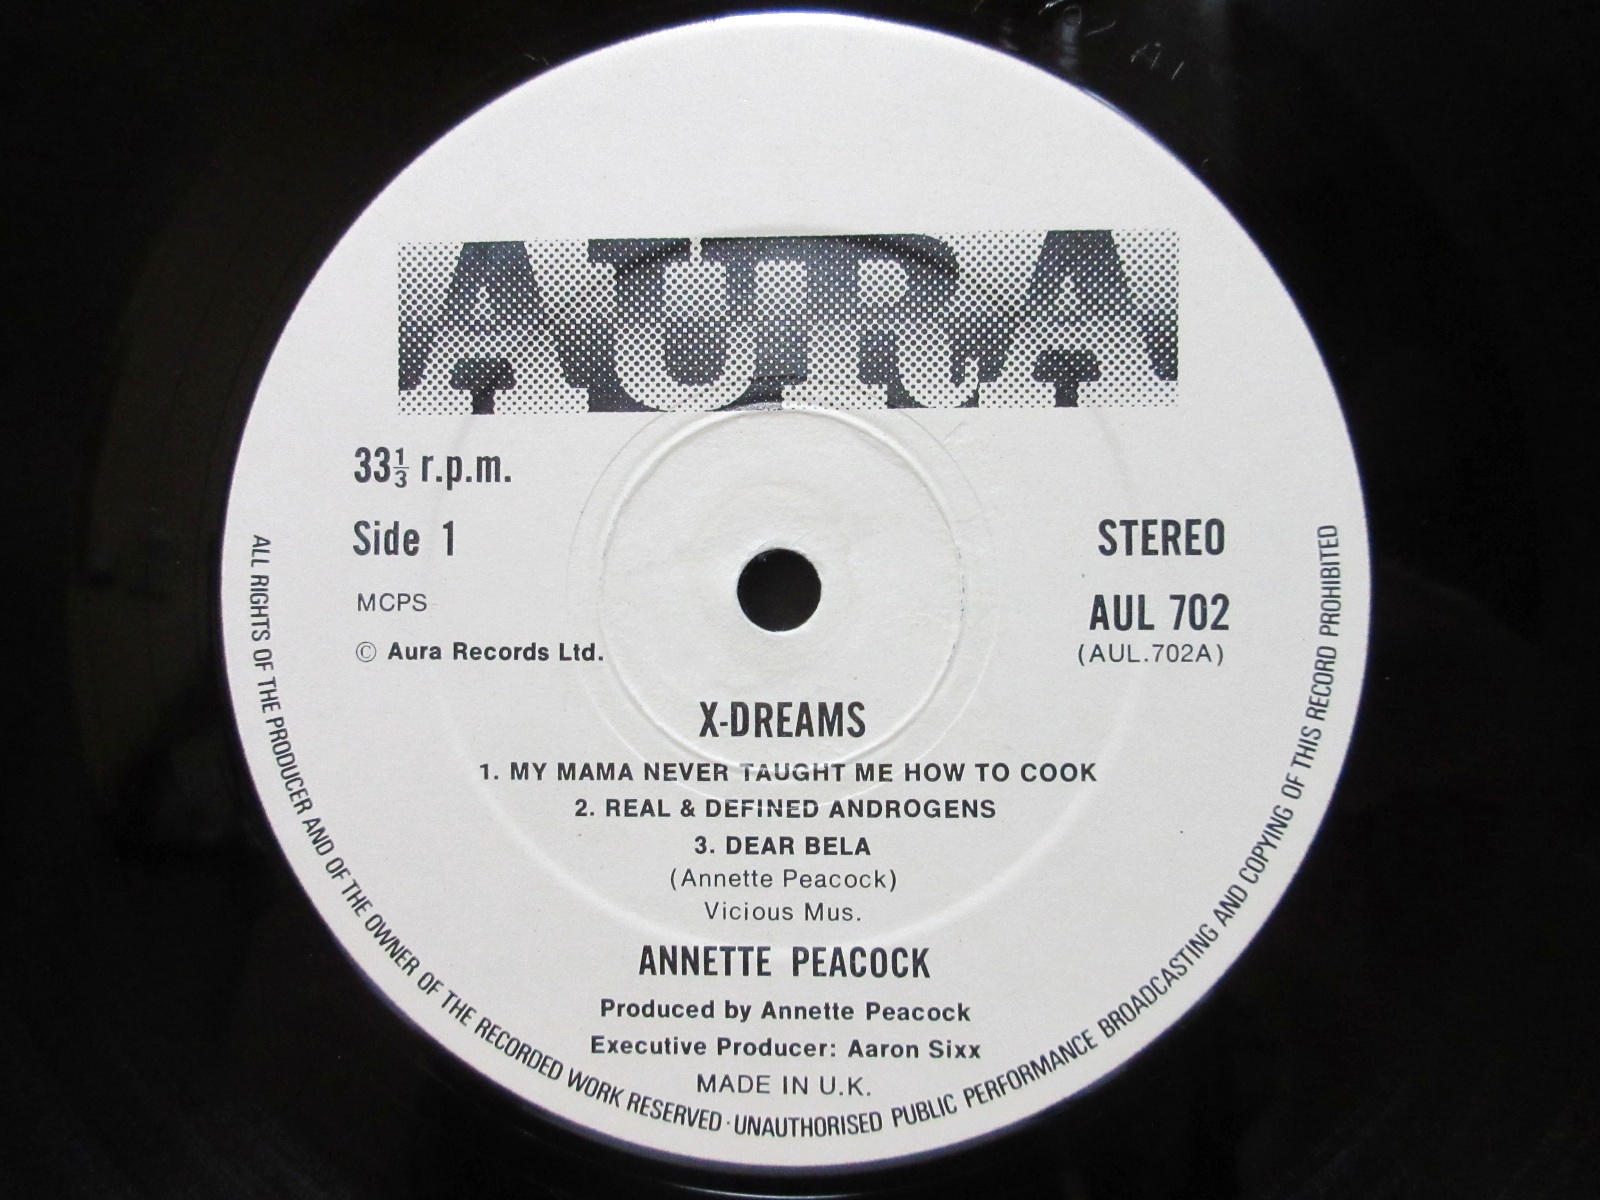 AURA
33⅓ r.p.m.
Side 1
STEREO
MCPS
AUL 702
© Aura Records Ltd.
(AUL.702A)
X-DREAMS
1. MY MAMA NEVER TAUGHT ME HOW TO COOK
2. REAL & DEFINED ANDROGENS
3. DEAR BELA
(Annette Peacock)
Vicious Mus.
ANNETTE PEACOCK
Produced by Annette Peacock
Executive Producer: Aaron Sixx
MADE IN U.K.
ALL RIGHTS OF THE PRODUCER AND OF THE OWNER OF THE RECORDED WORK RESERVED · UNAUTHORISED PUBLIC PERFORMANCE BROADCASTING AND COPYING OF THIS RECORD PROHIBITED